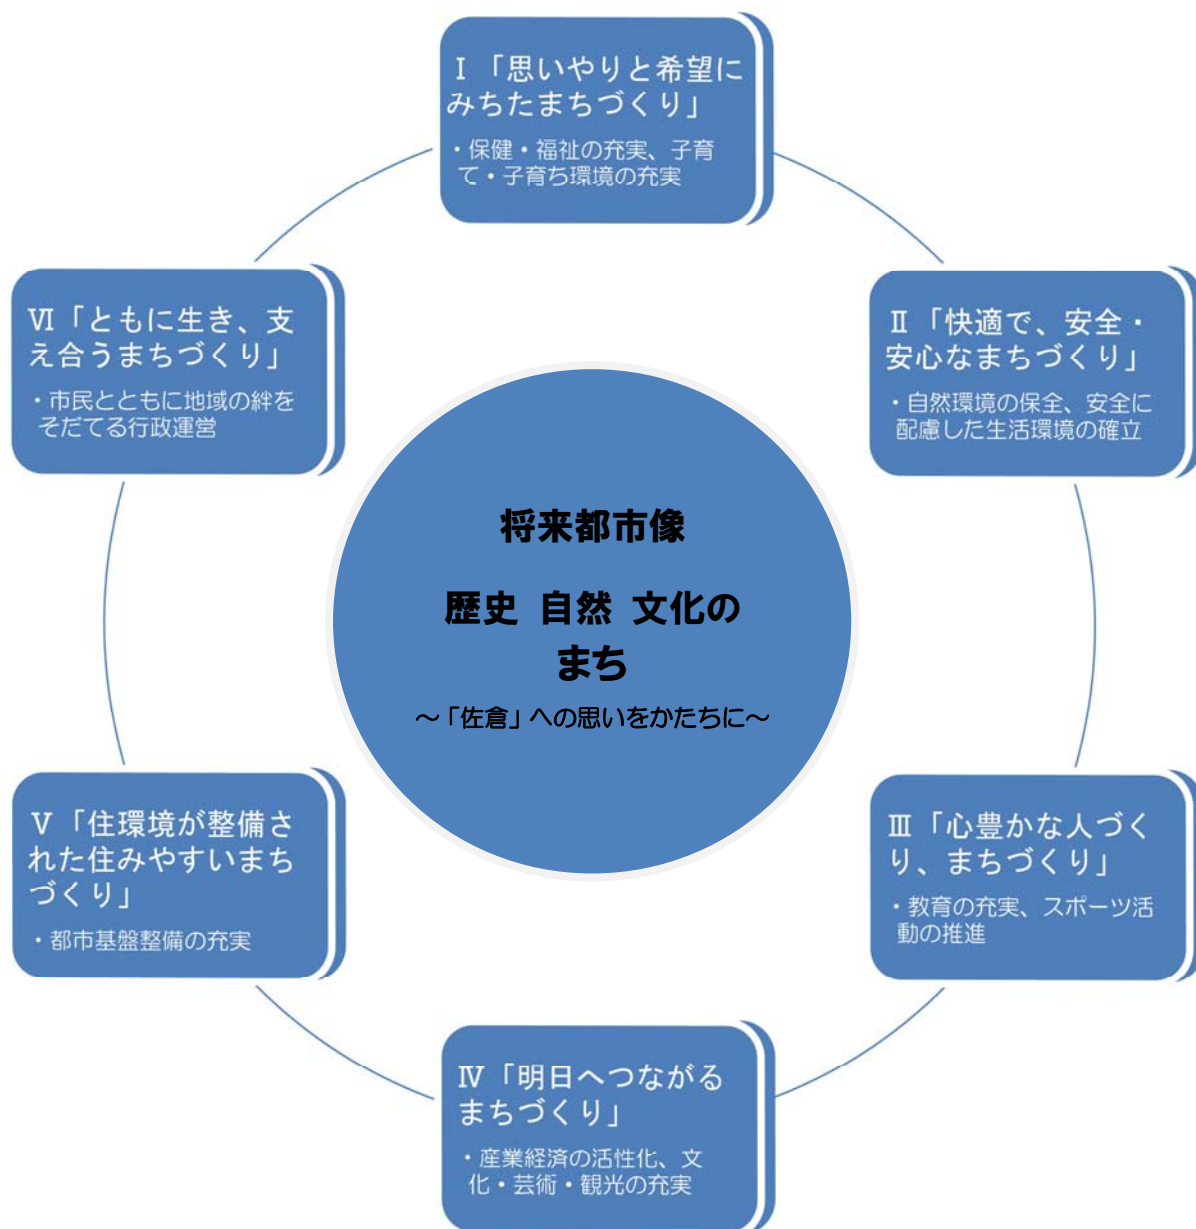 Ⅰ「思いやりと希望に
みちたまちづくり」
・保健・福祉の充実、子育
て・子育ち環境の充実
Ⅱ「快適で、安全・
安心なまちづくり」
・自然環境の保全、安全に
配慮した生活環境の確立
Ⅲ「心豊かな人づく
り、まちづくり」
・教育の充実、スポーツ活
動の推進
Ⅳ「明日へつながる
まちづくり」
・産業経済の活性化、文
化・芸術・観光の充実
Ⅴ「住環境が整備さ
れた住みやすいまち
づくり」
・都市基盤整備の充実
Ⅵ「ともに生き、支
え合うまちづくり」
・市民とともに地域の絆を
そだてる行政運営
将来都市像
歴史 自然 文化の
まち
～「佐倉」への思いをかたちに～